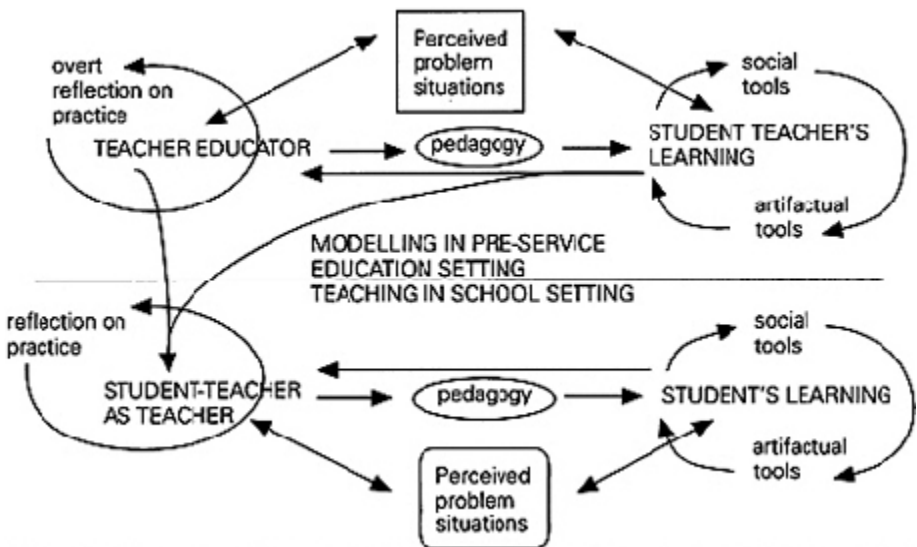 Perceived
problem
situations
overt
reflection on
practice
social
tools
TEACHER EDUCATOR
pedagogy
STUDENT TEACHER'S
LEARNING
artifactual
tools
MODELLING IN PRE-SERVICE
EDUCATION SETTING
TEACHING IN SCHOOL SETTING
reflection on
practice
social
tools
STUDENT-TEACHER
AS TEACHER
pedagogy
STUDENT'S LEARNING
artifactual
tools
Perceived
problem
situations